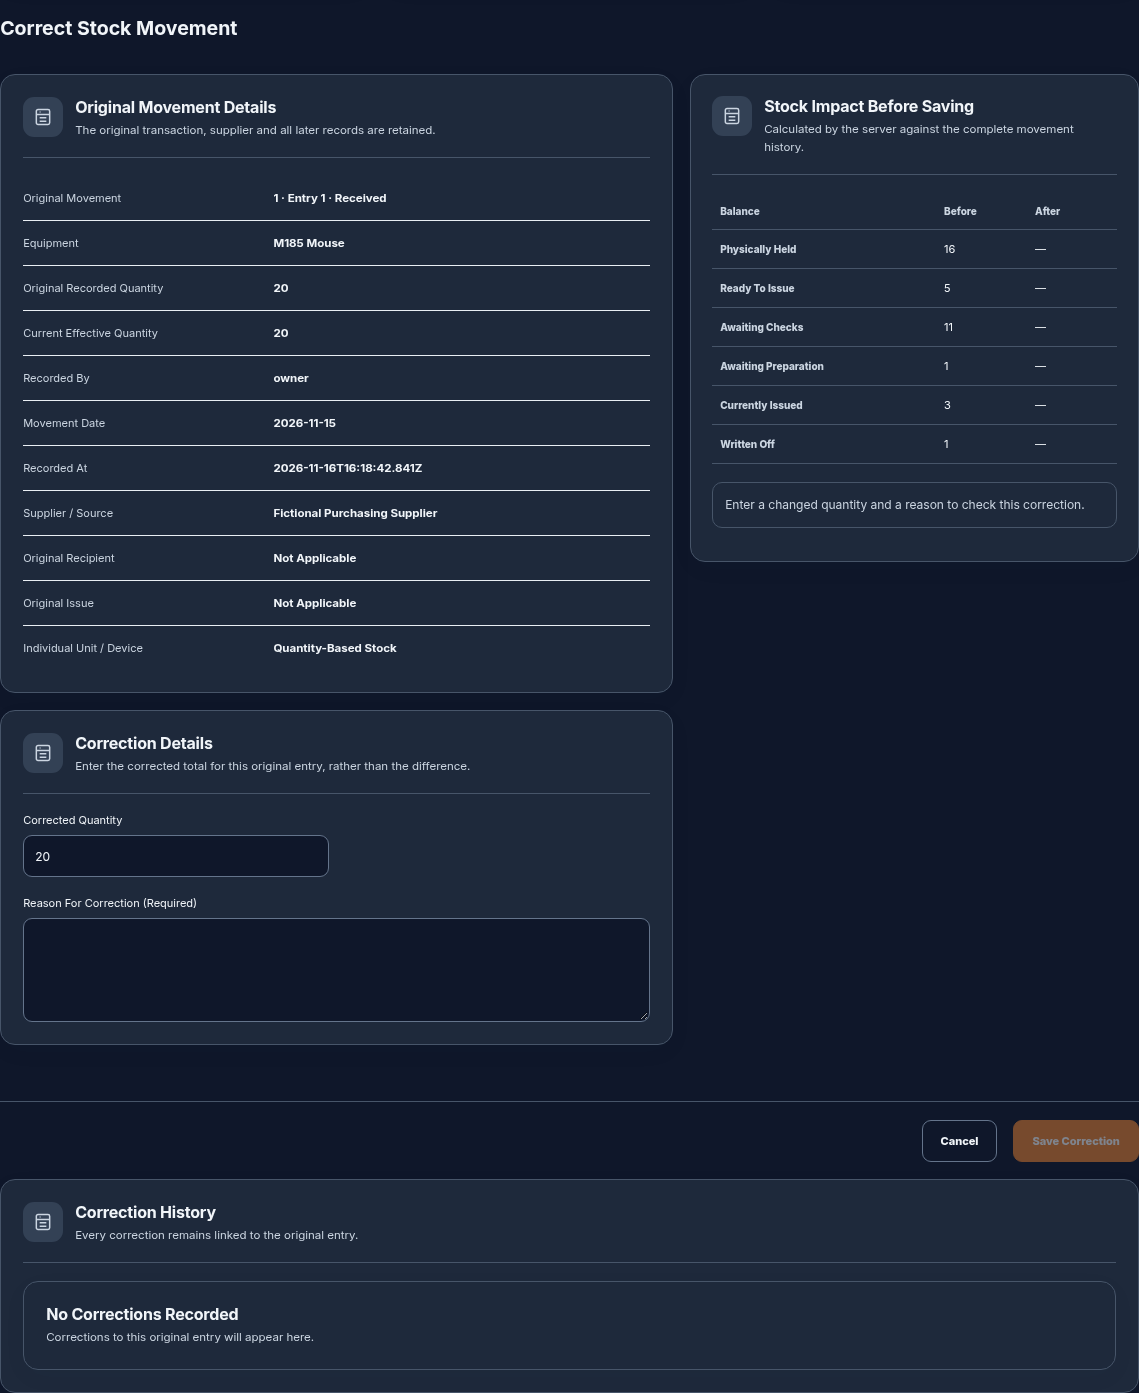 Correct Stock Movement
Original Movement Details
The original transaction, supplier and all later records are retained.
Original Movement 1 · Entry 1 · Received
Equipment M185 Mouse
Original Recorded Quantity 20
Current Effective Quantity 20
Recorded By owner
Movement Date 2026-11-15
Recorded At 2026-11-16T16:18:42.841Z
Supplier / Source Fictional Purchasing Supplier
Original Recipient Not Applicable
Original Issue Not Applicable
Individual Unit / Device Quantity-Based Stock
Stock Impact Before Saving
Calculated by the server against the complete movement
history.
Balance Before After
Physically Held 16 —
Ready To Issue 5 —
Awaiting Checks 11 —
Awaiting Preparation 1 —
Currently Issued 3 —
Written Off 1 —
Enter a changed quantity and a reason to check this correction.
Correction Details
Enter the corrected total for this original entry, rather than the difference.
Corrected Quantity
20
Reason For Correction (Required)
Cancel Save Correction
Correction History
Every correction remains linked to the original entry.
No Corrections Recorded
Corrections to this original entry will appear here.